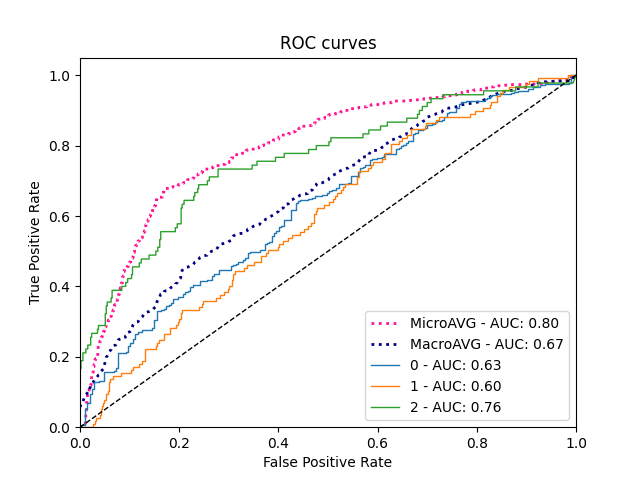 ROC curves
True Positive Rate
1.0
0.8
0.6
0.4
0.2
0.0
MicroAVG - AUC: 0.80
MacroAVG - AUC: 0.67
0 - AUC: 0.63
1 - AUC: 0.60
2 - AUC: 0.76
0.0 0.2 0.4 0.6 0.8 1.0
False Positive Rate